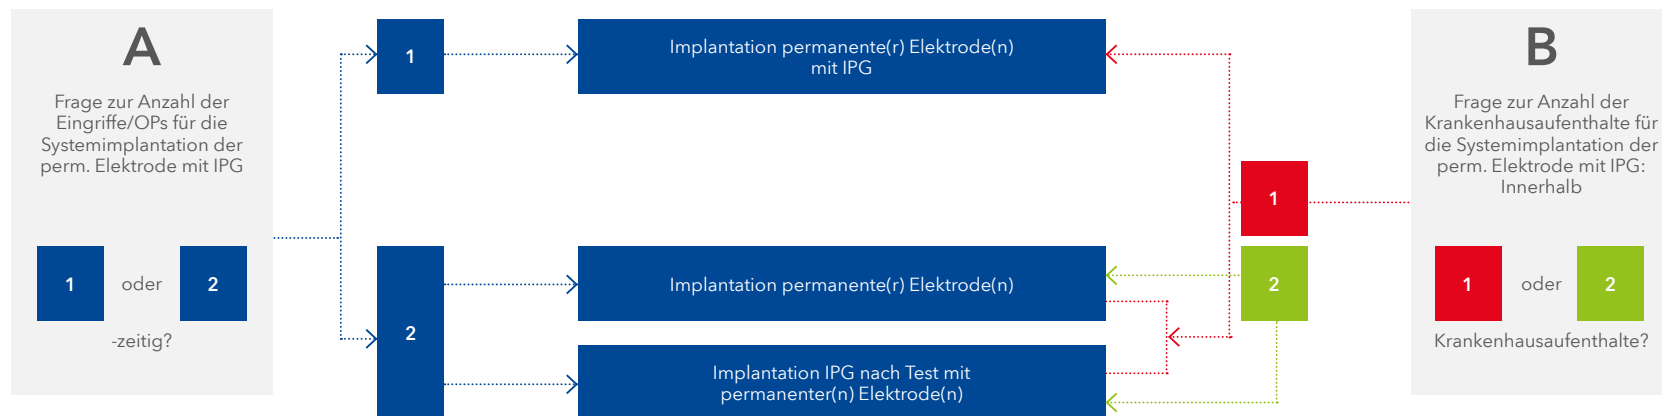 A
Frage zur Anzahl der
Eingriffe/OPs für die
Systemimplantation der
perm. Elektrode mit IPG
1 oder 2
-zeitig?
1
Implantation permanente(r) Elektrode(n)
mit IPG
2
Implantation permanente(r) Elektrode(n)
Implantation IPG nach Test mit
permanenter(n) Elektrode(n)
1
2
B
Frage zur Anzahl der
Krankenhausaufenthalte für
die Systemimplantation der
perm. Elektrode mit IPG:
Innerhalb
1 oder 2
Krankenhausaufenthalte?